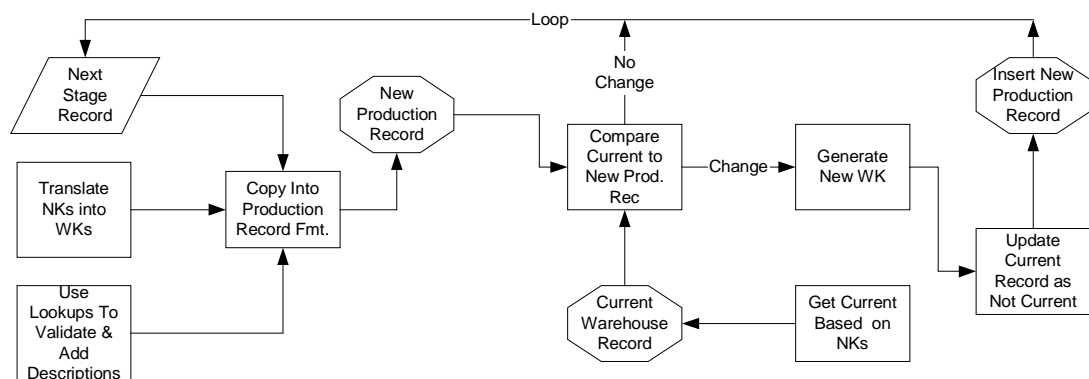 Loop
Next
Stage
Record
No
Change
Insert New
Production
Record
New
Production
Record
Compare
Current to
New Prod.
Rec
Change
Generate
New WK
Translate
NKs into
WKs
Copy Into
Production
Record Fmt.
Update
Current
Record as
Not Current
Use
Lookups To
Validate &
Add
Descriptions
Current
Warehouse
Record
Get Current
Based on
NKs